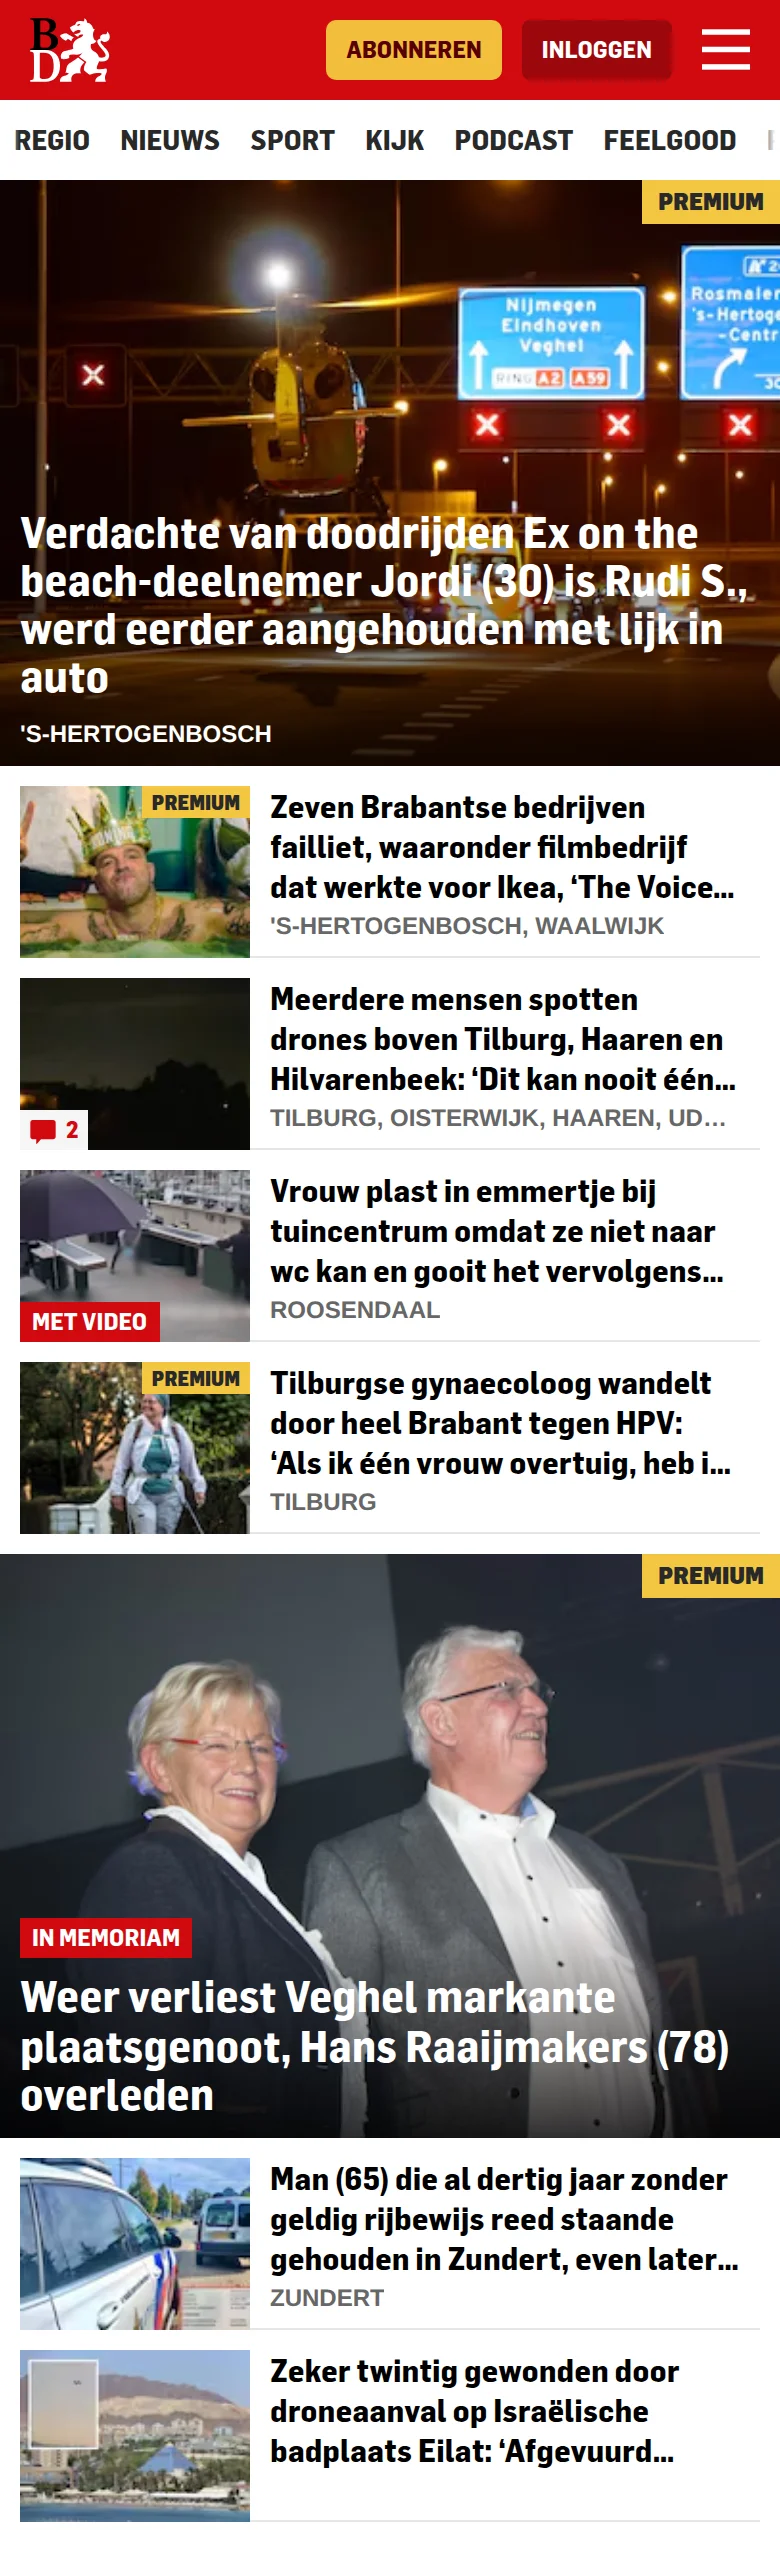 B
D
ABONNEREN
INLOGGEN
REGIO NIEUWS SPORT KIJK PODCAST FEELGOOD
PREMIUM
Nijmegen
Eindhoven
Veghel
RING A2 A59
Rosmalen
's-Hertoge
-Centr
Verdachte van doodrijden Ex on the
beach-deelnemer Jordi (30) is Rudi S.,
werd eerder aangehouden met lijk in
auto
'S-HERTOGENBOSCH
PREMIUM
Zeven Brabantse bedrijven
failliet, waaronder filmbedrijf
dat werkte voor Ikea, ‘The Voice...
'S-HERTOGENBOSCH, WAALWIJK
Meerdere mensen spotten
drones boven Tilburg, Haaren en
Hilvarenbeek: ‘Dit kan nooit één...
2
TILBURG, OISTERWIJK, HAAREN, UD...
Vrouw plast in emmertje bij
tuincentrum omdat ze niet naar
wc kan en gooit het vervolgens...
MET VIDEO
ROOSENDAAL
PREMIUM
Tilburgse gynaecoloog wandelt
door heel Brabant tegen HPV:
‘Als ik één vrouw overtuig, heb i...
TILBURG
PREMIUM
IN MEMORIAM
Weer verliest Veghel markante
plaatsgenoot, Hans Raaijmakers (78)
overleden
Man (65) die al dertig jaar zonder
geldig rijbewijs reed staande
gehouden in Zundert, even later...
ZUNDERT
Zeker twintig gewonden door
droneaanval op Israëlische
badplaats Eilat: ‘Afgevuurd...